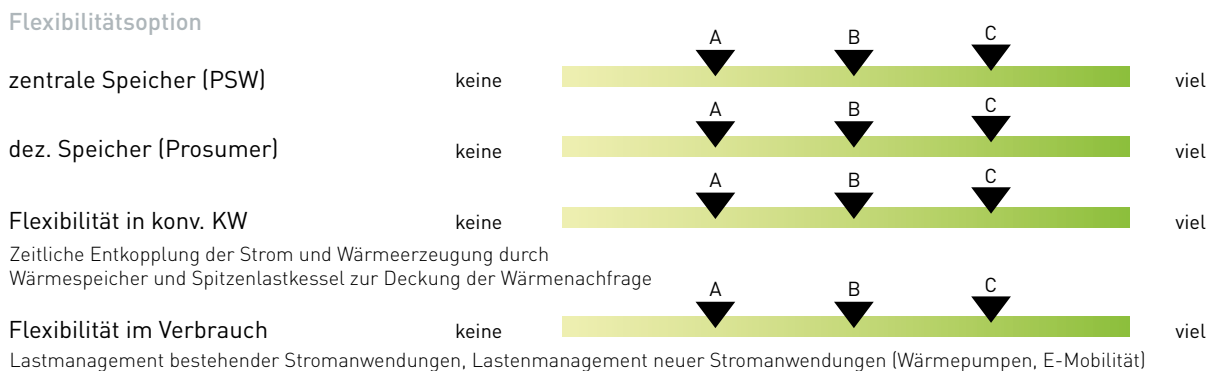 Flexibilitätsoption
A B C
zentrale Speicher (PSW) keine viel
A B C
dez. Speicher (Prosumer) keine viel
A B C
Flexibilität in konv. KW keine viel
Zeitliche Entkopplung der Strom und Wärmeerzeugung durch
Wärmespeicher und Spitzenlastkessel zur Deckung der Wärmenachfrage
A B C
Flexibilität im Verbrauch keine viel
Lastmanagement bestehender Stromanwendungen, Lastenmanagement neuer Stromanwendungen (Wärmepumpen, E-Mobilität)